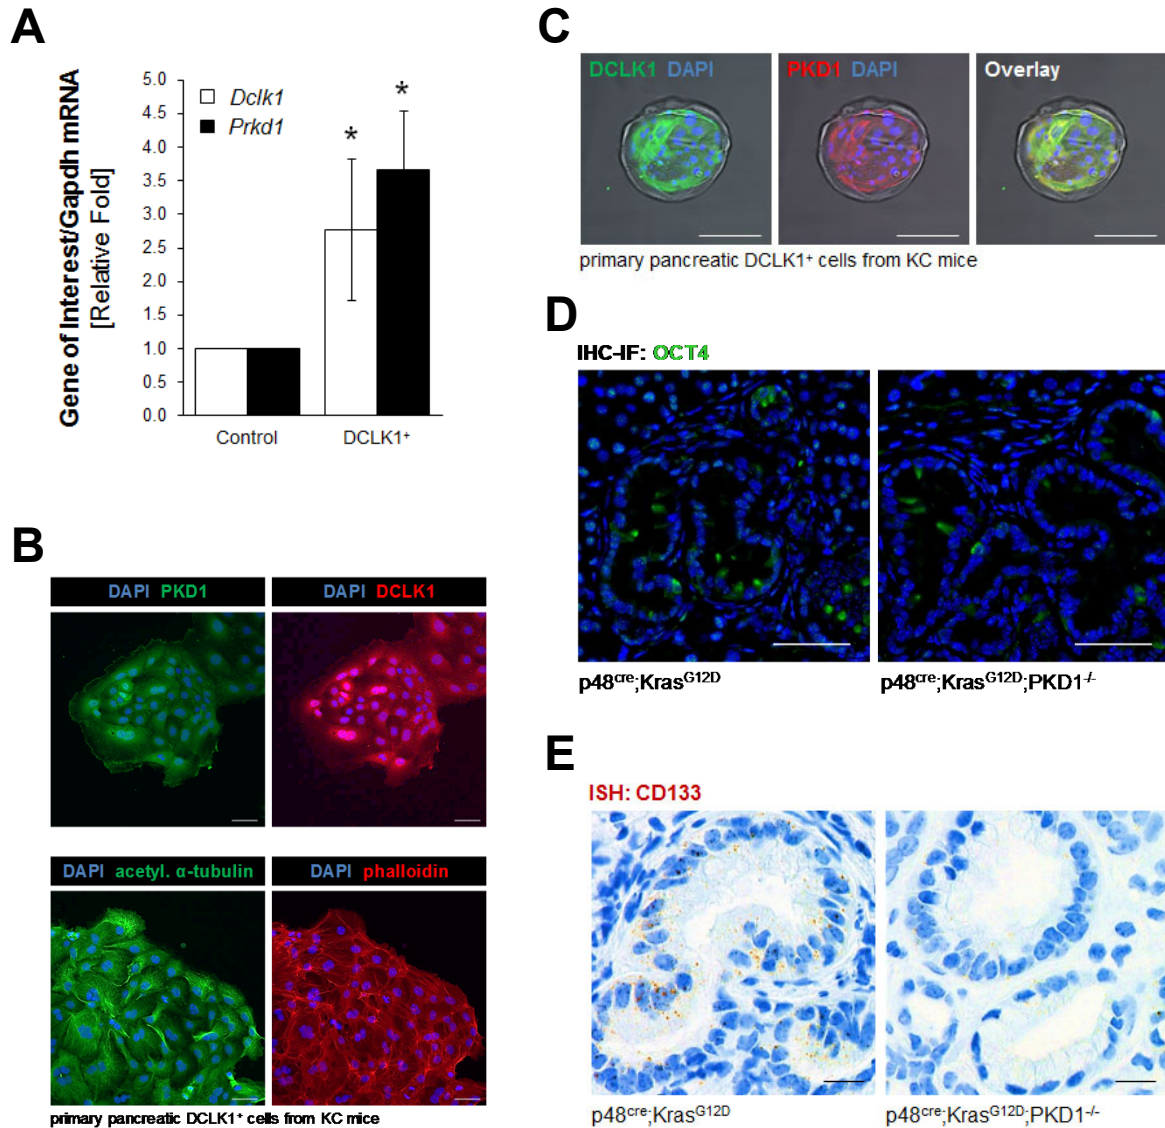 A
Gene of Interest/Gapdh mRNA
[Relative Fold]
5.0
4.5
4.0
3.5
3.0
2.5
2.0
1.5
1.0
0.5
0.0
Dclk1
Prkd1
*
*
Control DCLK1⁺
B
DAPI PKD1
DAPI DCLK1
DAPI acetyl. α-tubulin
DAPI phalloidin
primary pancreatic DCLK1⁺ cells from KC mice
C
DCLK1 DAPI
PKD1 DAPI
Overlay
primary pancreatic DCLK1⁺ cells from KC mice
D
IHC-IF: OCT4
p48ᶜʳᵉ;Krasᴳ¹²ᴰ
p48ᶜʳᵉ;Krasᴳ¹²ᴰ;PKD1⁻/⁻
E
ISH: CD133
p48ᶜʳᵉ;Krasᴳ¹²ᴰ
p48ᶜʳᵉ;Krasᴳ¹²ᴰ;PKD1⁻/⁻